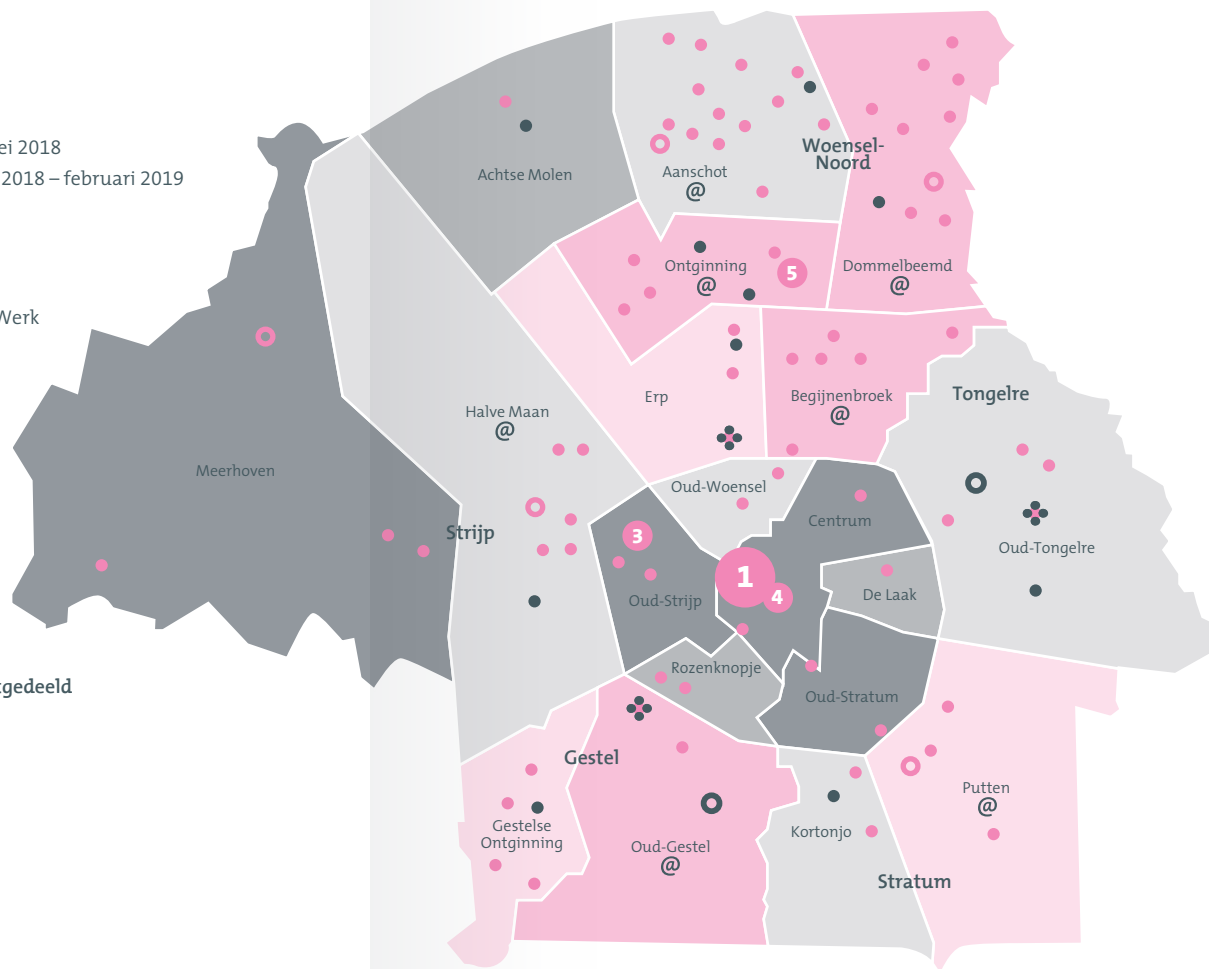 ei 2018
2018 – februari 2019
Werk
tgedeeld
Achtse Molen
Aanschot
@
Woensel-
Noord
Ontginning
@
5
Dommelbeemd
@
Erp
Begijnenbroek
@
Tongelre
Halve Maan
@
Meerhoven
Strijp
Oud-Woensel
Centrum
Oud-Tongelre
3
Oud-Strijp
1
4
De Laak
Rozenknopje
Oud-Stratum
Gestel
Gestelse
Ontginning
Oud-Gestel
@
Kortonjo
Putten
@
Stratum